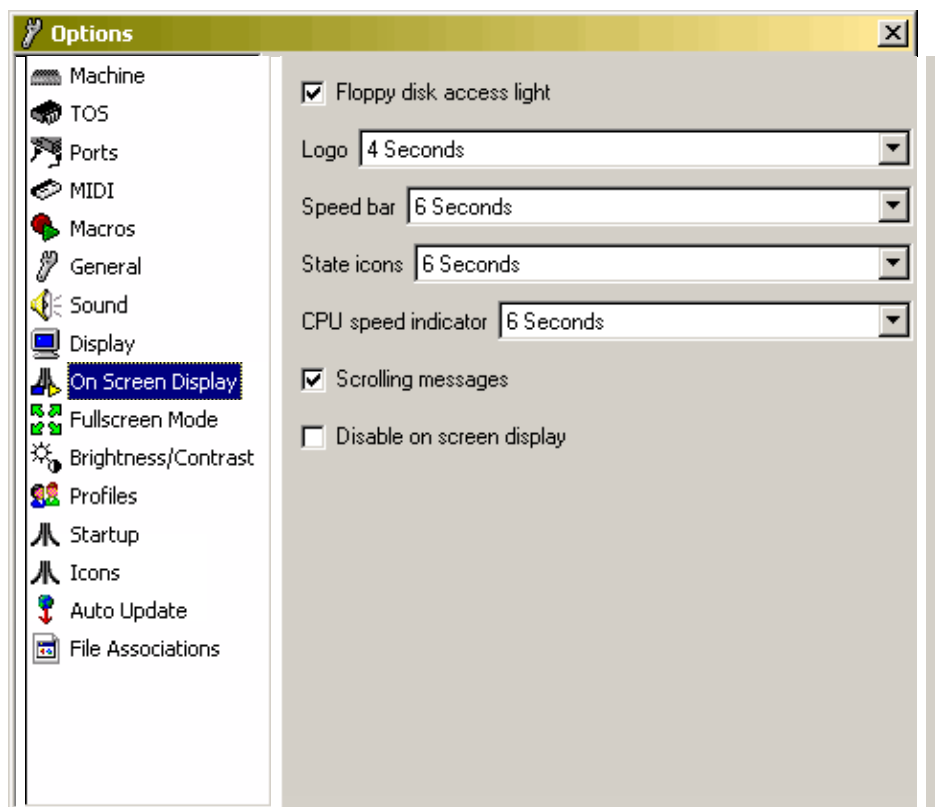 Options
Machine
TOS
Ports
MIDI
Macros
General
Sound
Display
On Screen Display
Fullscreen Mode
Brightness/Contrast
Profiles
Startup
Icons
Auto Update
File Associations
Floppy disk access light
Logo 4 Seconds
Speed bar 6 Seconds
State icons 6 Seconds
CPU speed indicator 6 Seconds
Scrolling messages
Disable on screen display